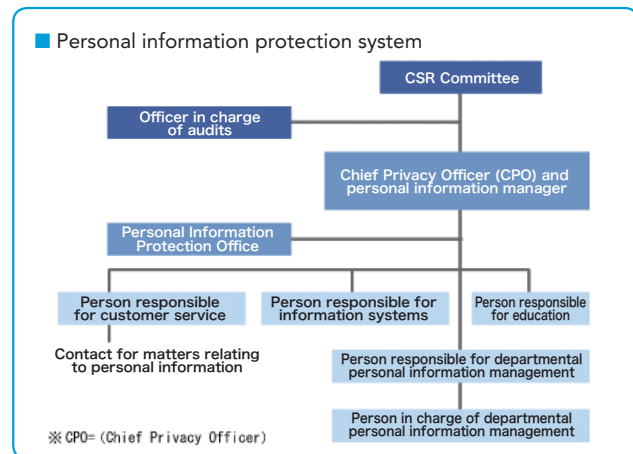 Personal information protection system
CSR Committee
Officer in charge
of audits
Chief Privacy Officer (CPO) and
personal information manager
Personal Information
Protection Office
Person responsible
for customer service
Person responsible for
information systems
Person responsible
for education
Contact for matters relating
to personal information
Person responsible for departmental
personal information management
Person in charge of departmental
personal information management
※CPO= (Chief Privacy Officer)